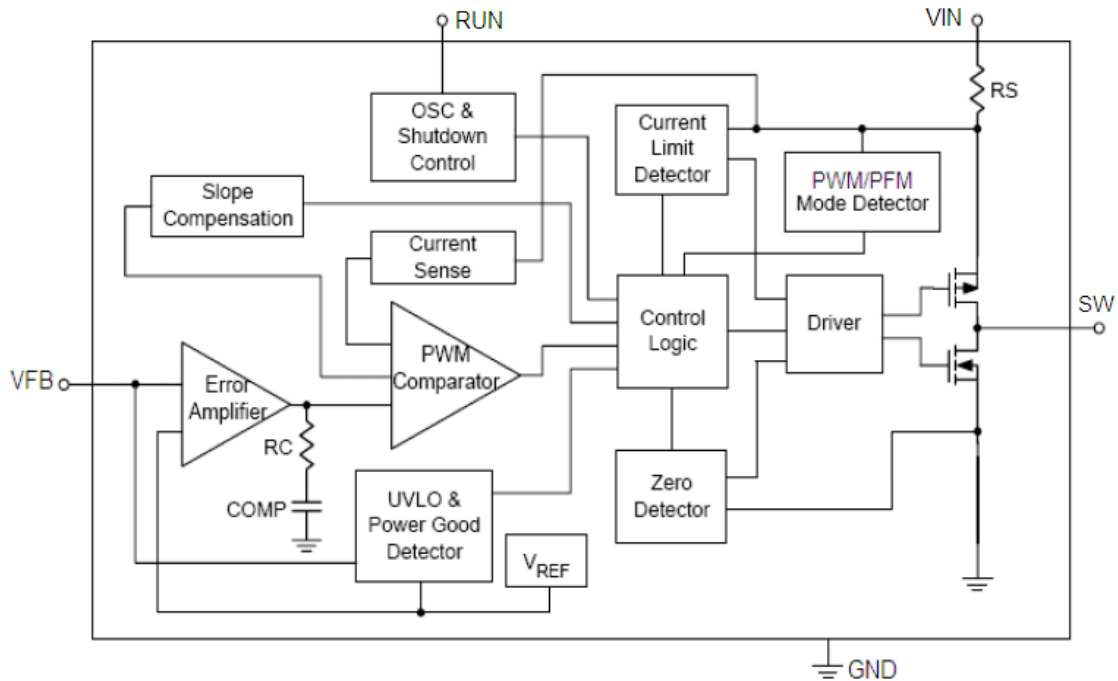 RUN
VIN
RS
OSC &
Shutdown
Control
Current
Limit
Detector
PWM/PFM
Mode Detector
Slope
Compensation
Current
Sense
SW
Control
Logic
Driver
PWM
Comparator
VFB
Error
Amplifier
RC
COMP
UVLO &
Power Good
Detector
Zero
Detector
VREF
GND